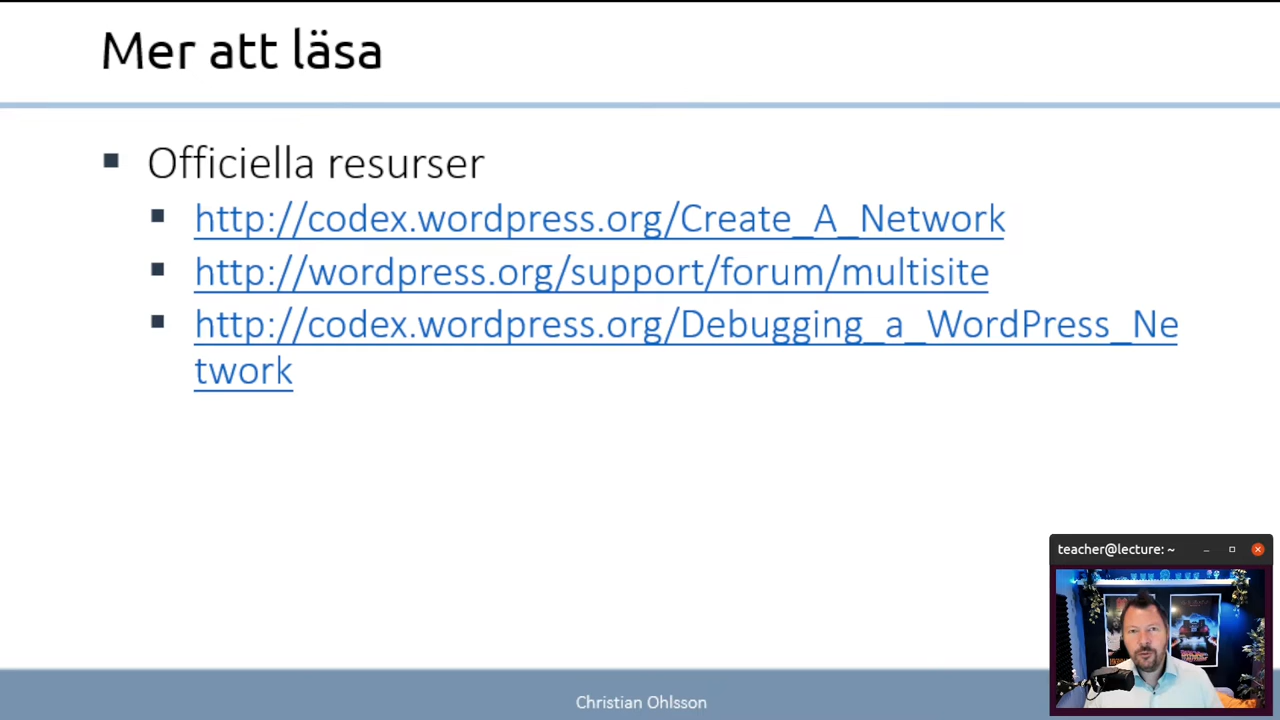 Mer att läsa
Officiella resurser
http://codex.wordpress.org/Create_A_Network
http://wordpress.org/support/forum/multisite
http://codex.wordpress.org/Debugging_a_WordPress_Ne
twork
teacher@lecture: ~
Christian Ohlsson